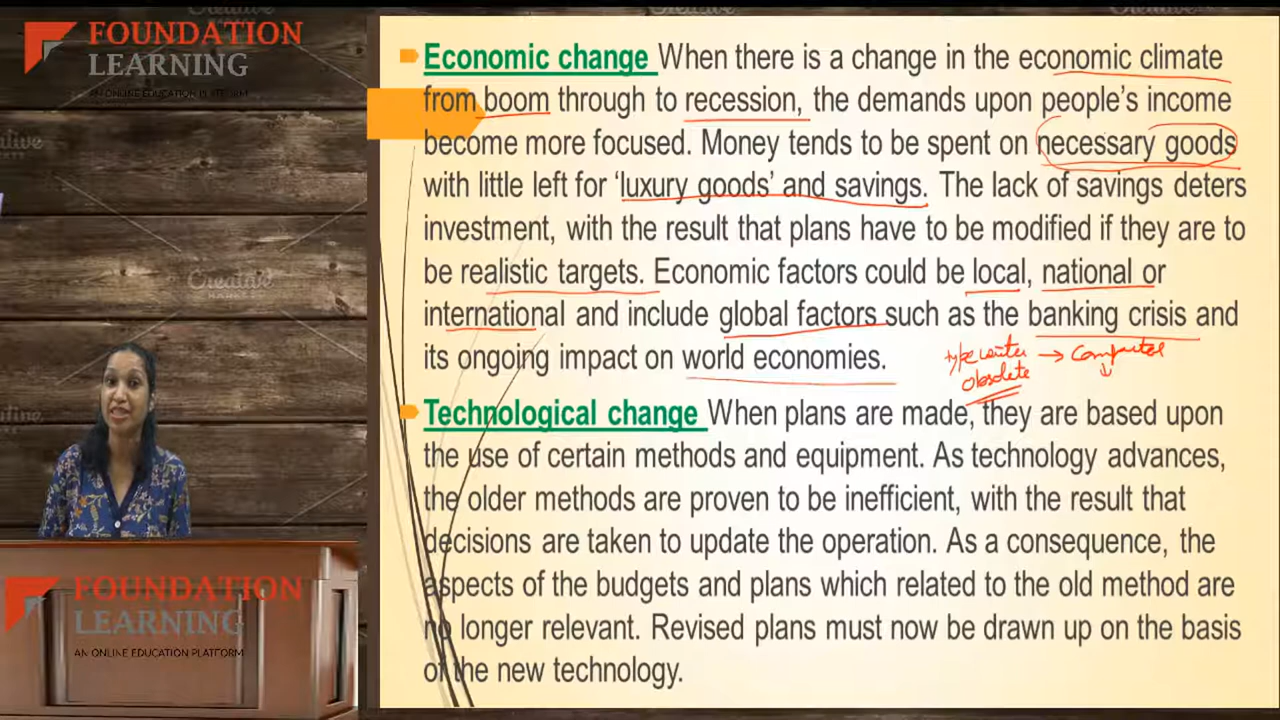 FOUNDATION
LEARNING
AN ONLINE EDUCATION PLATFORM
Economic change When there is a change in the economic climate
from boom through to recession, the demands upon people's income
become more focused. Money tends to be spent on necessary goods
with little left for 'luxury goods' and savings. The lack of savings deters
investment, with the result that plans have to be modified if they are to
be realistic targets. Economic factors could be local, national or
international and include global factors such as the banking crisis and
its ongoing impact on world economies.
typewriter → computer
obsolete
Technological change When plans are made, they are based upon
the use of certain methods and equipment. As technology advances,
the older methods are proven to be inefficient, with the result that
decisions are taken to update the operation. As a consequence, the
aspects of the budgets and plans which related to the old method are
no longer relevant. Revised plans must now be drawn up on the basis
of the new technology.
Creative
FOUNDATION
LEARNING
AN ONLINE EDUCATION PLATFORM